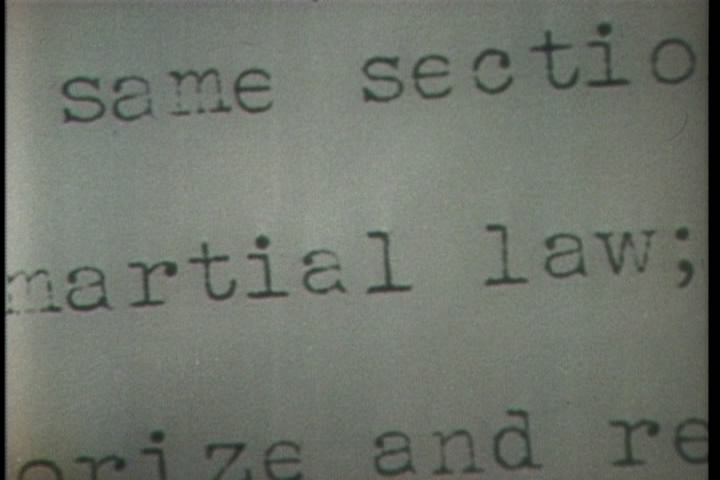 same sectio
martial law;
orize and re